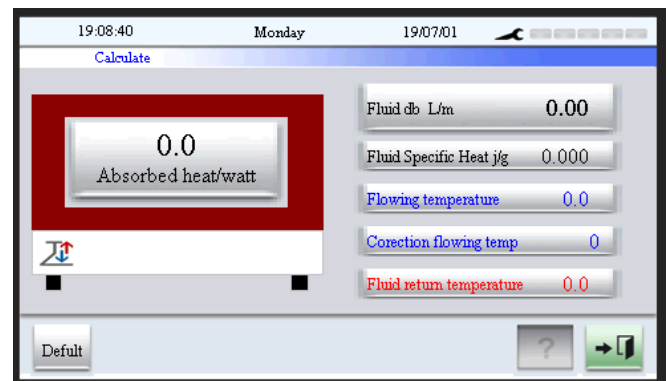 19:08:40 Monday 19/07/01
Calculate
0.0
Absorbed heat/watt
Fluid db L/m 0.00
Fluid Specific Heat j/g 0.000
Flowing temperature 0.0
Corection flowing temp 0
Fluid return temperature 0.0
Defult
?